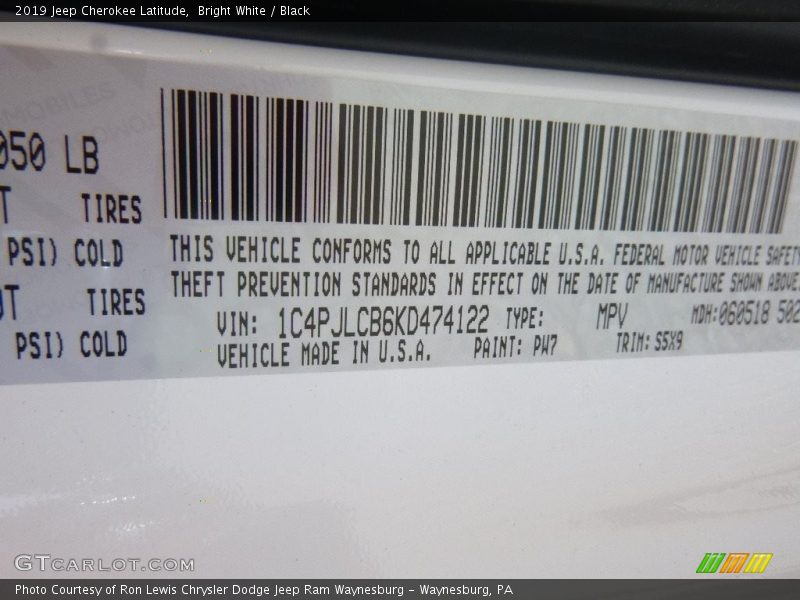 2019 Jeep Cherokee Latitude, Bright White / Black
050 LB
T TIRES
PSI) COLD
UT TIRES
PSI) COLD
THIS VEHICLE CONFORMS TO ALL APPLICABLE U.S.A. FEDERAL MOTOR VEHICLE SAFETY
THEFT PREVENTION STANDARDS IN EFFECT ON THE DATE OF MANUFACTURE SHOWN ABOVE.
VIN: 1C4PJLCB6KD474122 TYPE: MPV MDH:060518 502
VEHICLE MADE IN U.S.A. PAINT: PW7 TRIM: S5X9
GTCARLOT.COM
Photo Courtesy of Ron Lewis Chrysler Dodge Jeep Ram Waynesburg - Waynesburg, PA